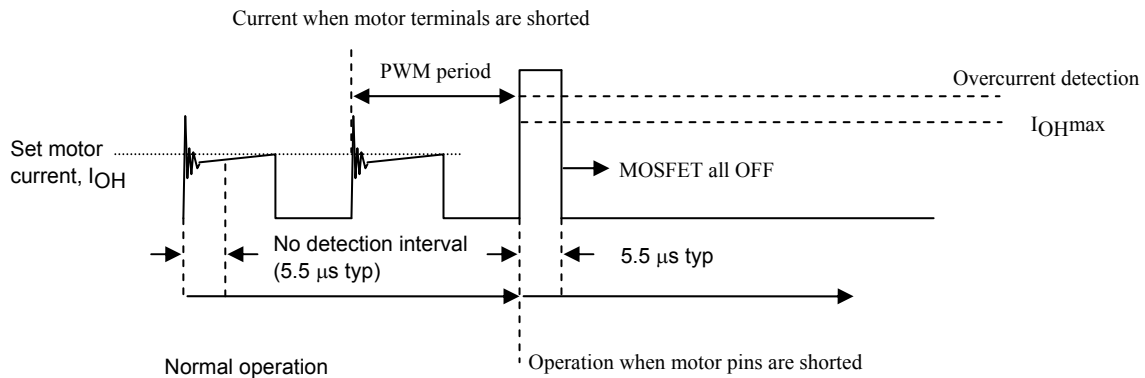 Current when motor terminals are shorted
PWM period
Overcurrent detection
IOHmax
Set motor
current, IOH
MOSFET all OFF
No detection interval
(5.5 μs typ)
5.5 μs typ
Normal operation
Operation when motor pins are shorted